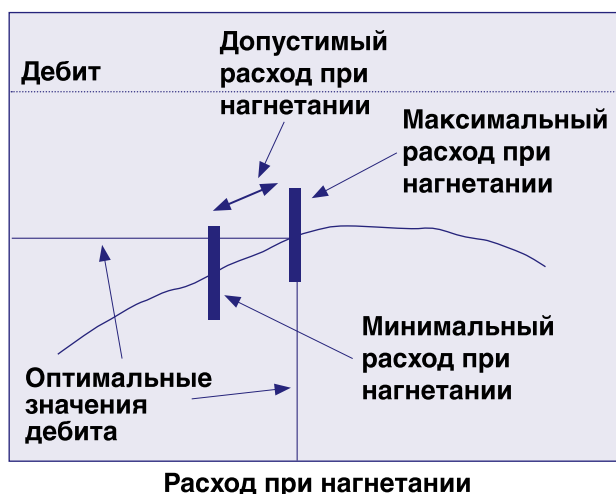 Дебит
Допустимый
расход при
нагнетании
Максимальный
расход при
нагнетании
Минимальный
расход при
нагнетании
Оптимальные
значения
дебита
Расход при нагнетании